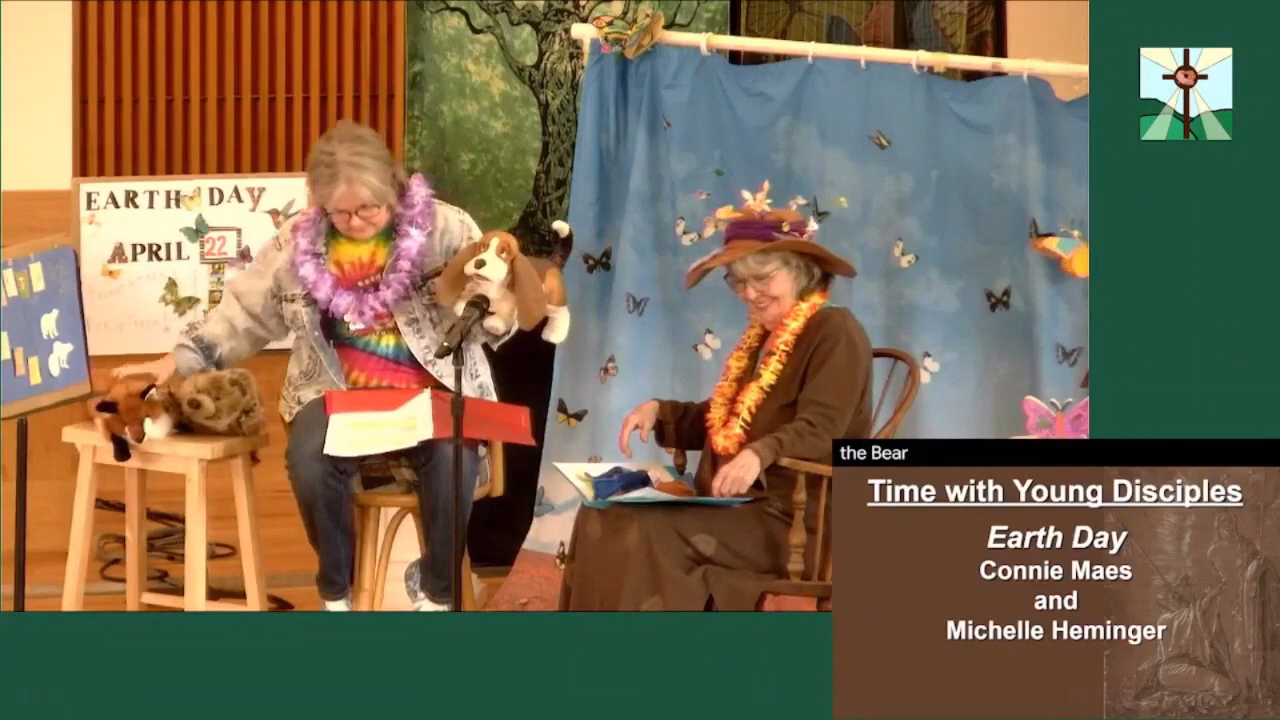 EARTH DAY
APRIL 22
the Bear
Time with Young Disciples
Earth Day
Connie Maes
and
Michelle Heminger